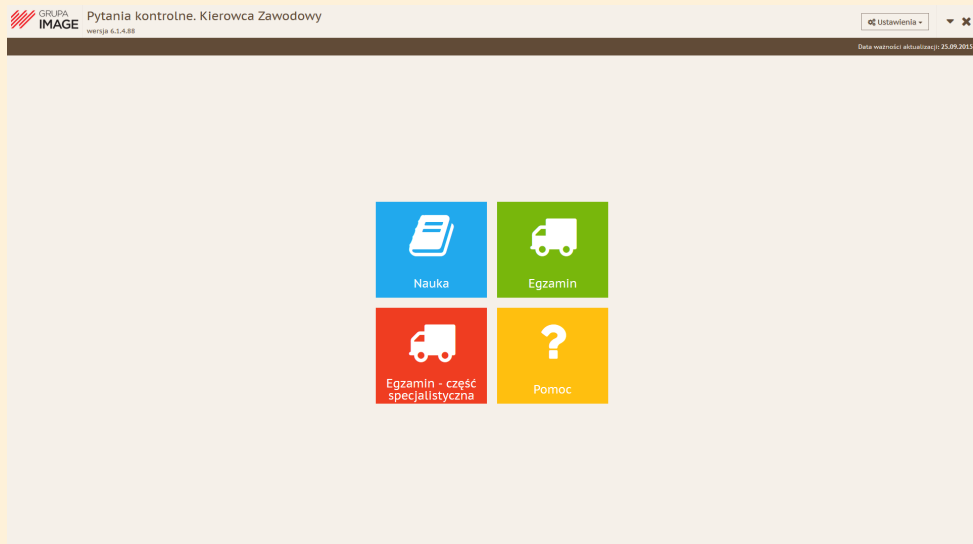 GRUPA
IMAGE
Pytania kontrolne. Kierowca Zawodowy
wersja 6.1.4.88
Ustawienia
Data ważności aktualizacji: 25.09.2015
Nauka
Egzamin
Egzamin - część
specjalistyczna
Pomoc